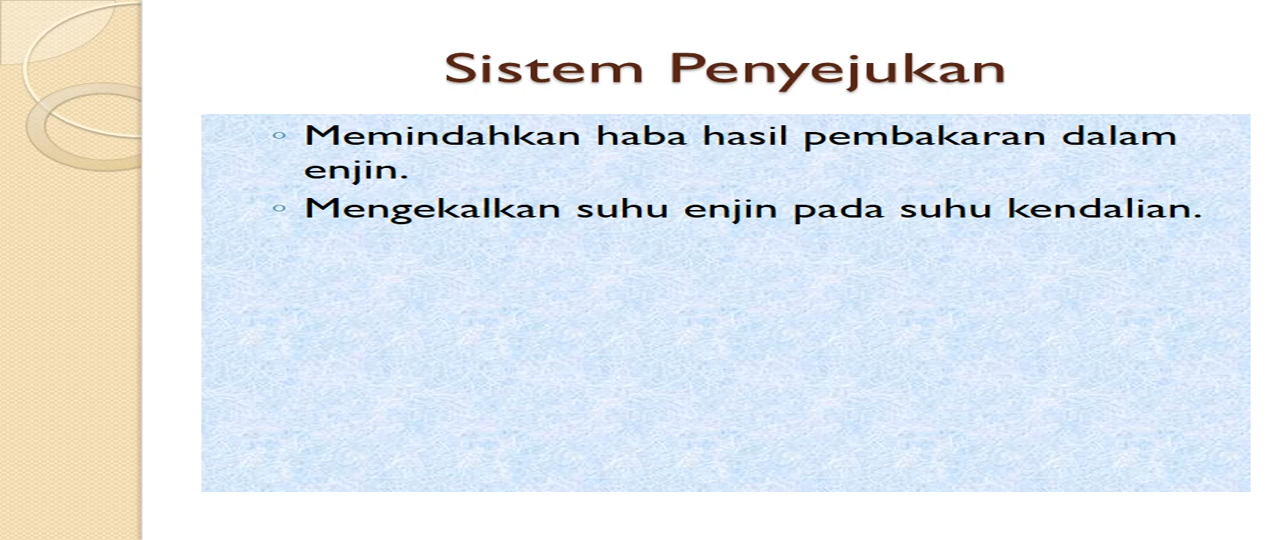 Sistem Penyejukan
Memindahkan haba hasil pembakaran dalam
enjin.
Mengekalkan suhu enjin pada suhu kendalian.